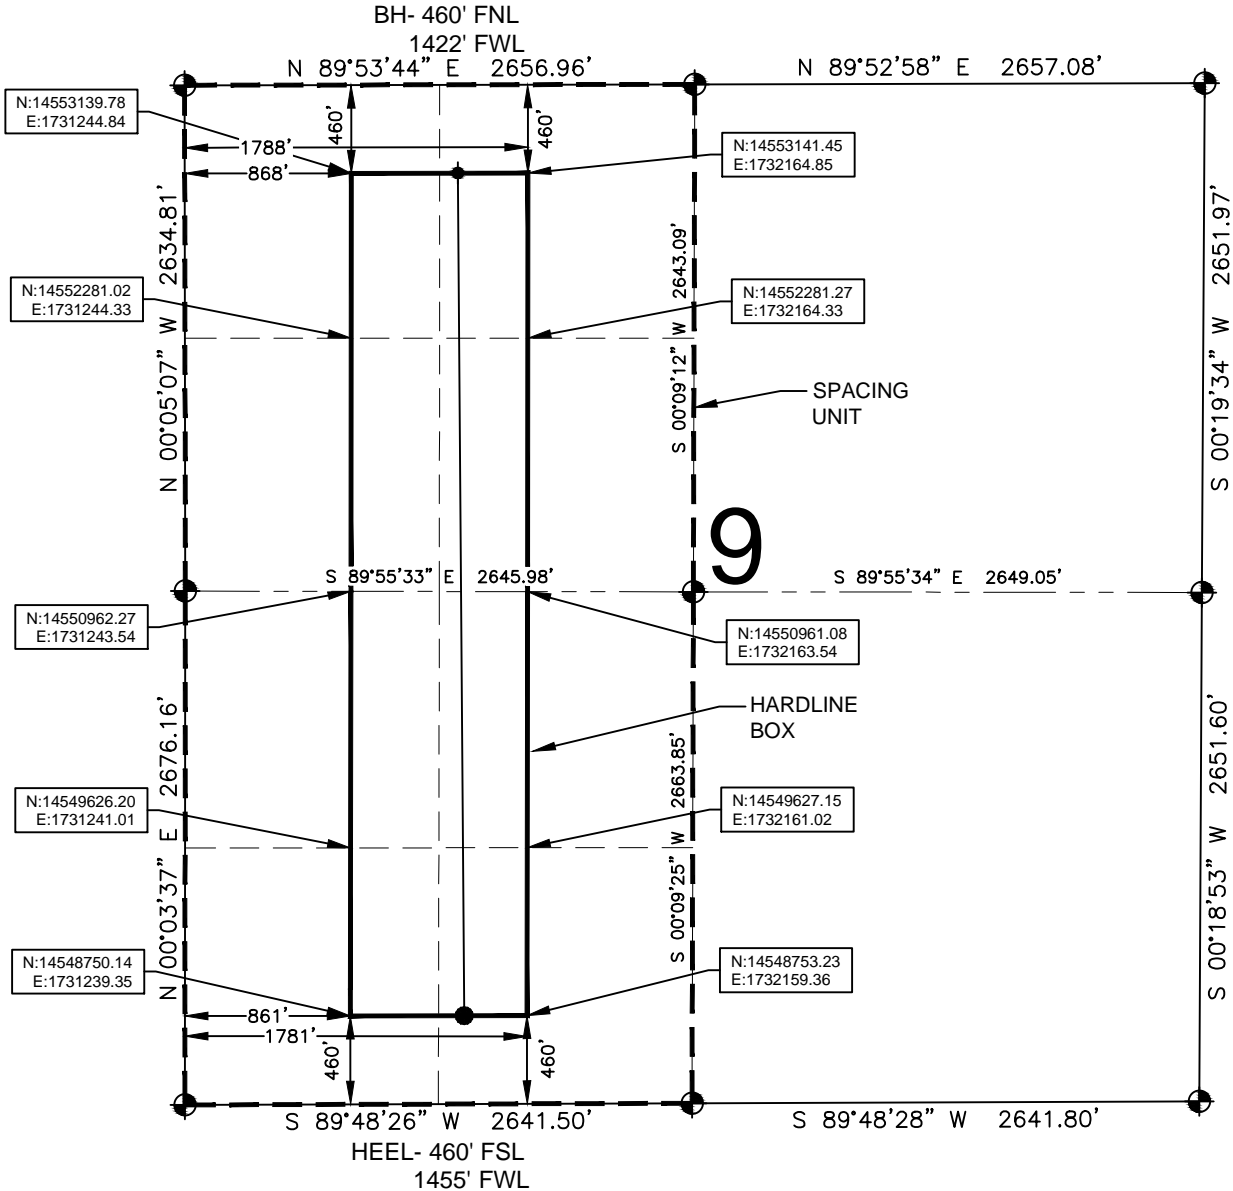 BH- 460' FNL
1422' FWL
N 89°53'44" E 2656.96'
N 89°52'58" E 2657.08'
N:14553139.78
E:1731244.84
460'
460'
1788'
868'
N:14553141.45
E:1732164.85
N 00°05'07" W 2634.81'
S 00°09'12" W 2643.09'
S 00°19'34" W 2651.97'
N:14552281.02
E:1731244.33
N:14552281.27
E:1732164.33
SPACING
UNIT
9
S 89°55'33" E 2645.98'
S 89°55'34" E 2649.05'
N:14550962.27
E:1731243.54
N:14550961.08
E:1732163.54
HARDLINE
BOX
N 00°03'37" E 2676.16'
S 00°09'25" W 2663.85'
S 00°18'53" W 2651.60'
N:14549626.20
E:1731241.01
N:14549627.15
E:1732161.02
N:14548750.14
E:1731239.35
N:14548753.23
E:1732159.36
861'
1781'
460'
460'
S 89°48'26" W 2641.50'
S 89°48'28" W 2641.80'
HEEL- 460' FSL
1455' FWL